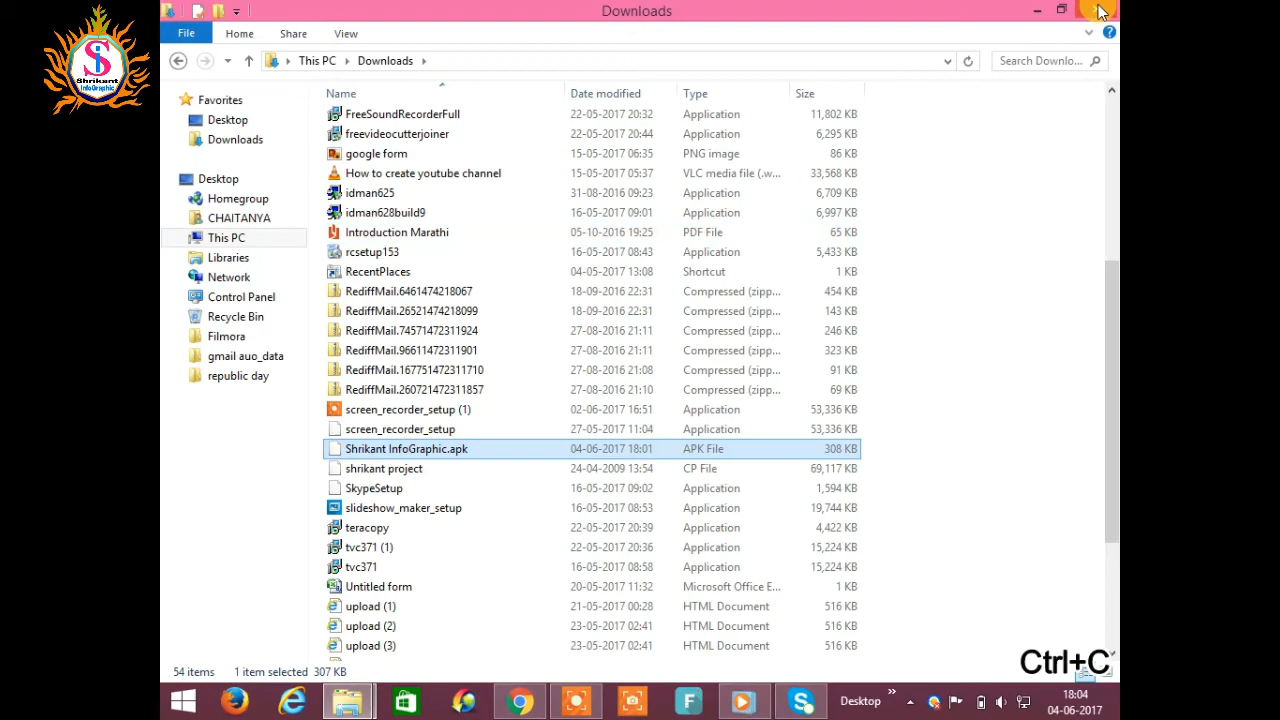 Si
Shrikant
InfoGraphic
Downloads
File Home Share View
This PC Downloads
Search Downlo...
Name Date modified Type Size
Favorites
Desktop
Downloads
Desktop
Homegroup
CHAITANYA
This PC
Libraries
Network
Control Panel
Recycle Bin
Filmora
gmail auo_data
republic day
FreeSoundRecorderFull 22-05-2017 20:32 Application 11,802 KB
freevideocutterjoiner 22-05-2017 20:44 Application 6,295 KB
google form 15-05-2017 06:35 PNG image 86 KB
How to create youtube channel 15-05-2017 05:37 VLC media file (.w... 33,568 KB
idman625 31-08-2016 09:23 Application 6,709 KB
idman628build9 16-05-2017 09:01 Application 6,997 KB
Introduction Marathi 05-10-2016 19:25 PDF File 65 KB
rcsetup153 16-05-2017 08:43 Application 5,433 KB
RecentPlaces 04-05-2017 13:08 Shortcut 1 KB
RediffMail.6461474218067 18-09-2016 22:31 Compressed (zipp... 454 KB
RediffMail.26521474218099 18-09-2016 22:31 Compressed (zipp... 143 KB
RediffMail.74571472311924 27-08-2016 21:11 Compressed (zipp... 246 KB
RediffMail.96611472311901 27-08-2016 21:11 Compressed (zipp... 323 KB
RediffMail.167751472311710 27-08-2016 21:08 Compressed (zipp... 91 KB
RediffMail.260721472311857 27-08-2016 21:10 Compressed (zipp... 69 KB
screen_recorder_setup (1) 02-06-2017 16:51 Application 53,336 KB
screen_recorder_setup 27-05-2017 11:04 Application 53,336 KB
Shrikant InfoGraphic.apk 04-06-2017 18:01 APK File 308 KB
shrikant project 24-04-2009 13:54 CP File 69,117 KB
SkypeSetup 16-05-2017 09:02 Application 1,594 KB
slideshow_maker_setup 16-05-2017 08:53 Application 19,744 KB
teracopy 22-05-2017 20:39 Application 4,422 KB
tvc371 (1) 22-05-2017 20:36 Application 15,224 KB
tvc371 16-05-2017 08:58 Application 15,224 KB
Untitled form 20-05-2017 11:32 Microsoft Office E... 1 KB
upload (1) 21-05-2017 00:28 HTML Document 516 KB
upload (2) 23-05-2017 02:41 HTML Document 516 KB
upload (3) 23-05-2017 02:41 HTML Document 516 KB
54 items 1 item selected 307 KB
Ctrl+C
Desktop
18:04
04-06-2017